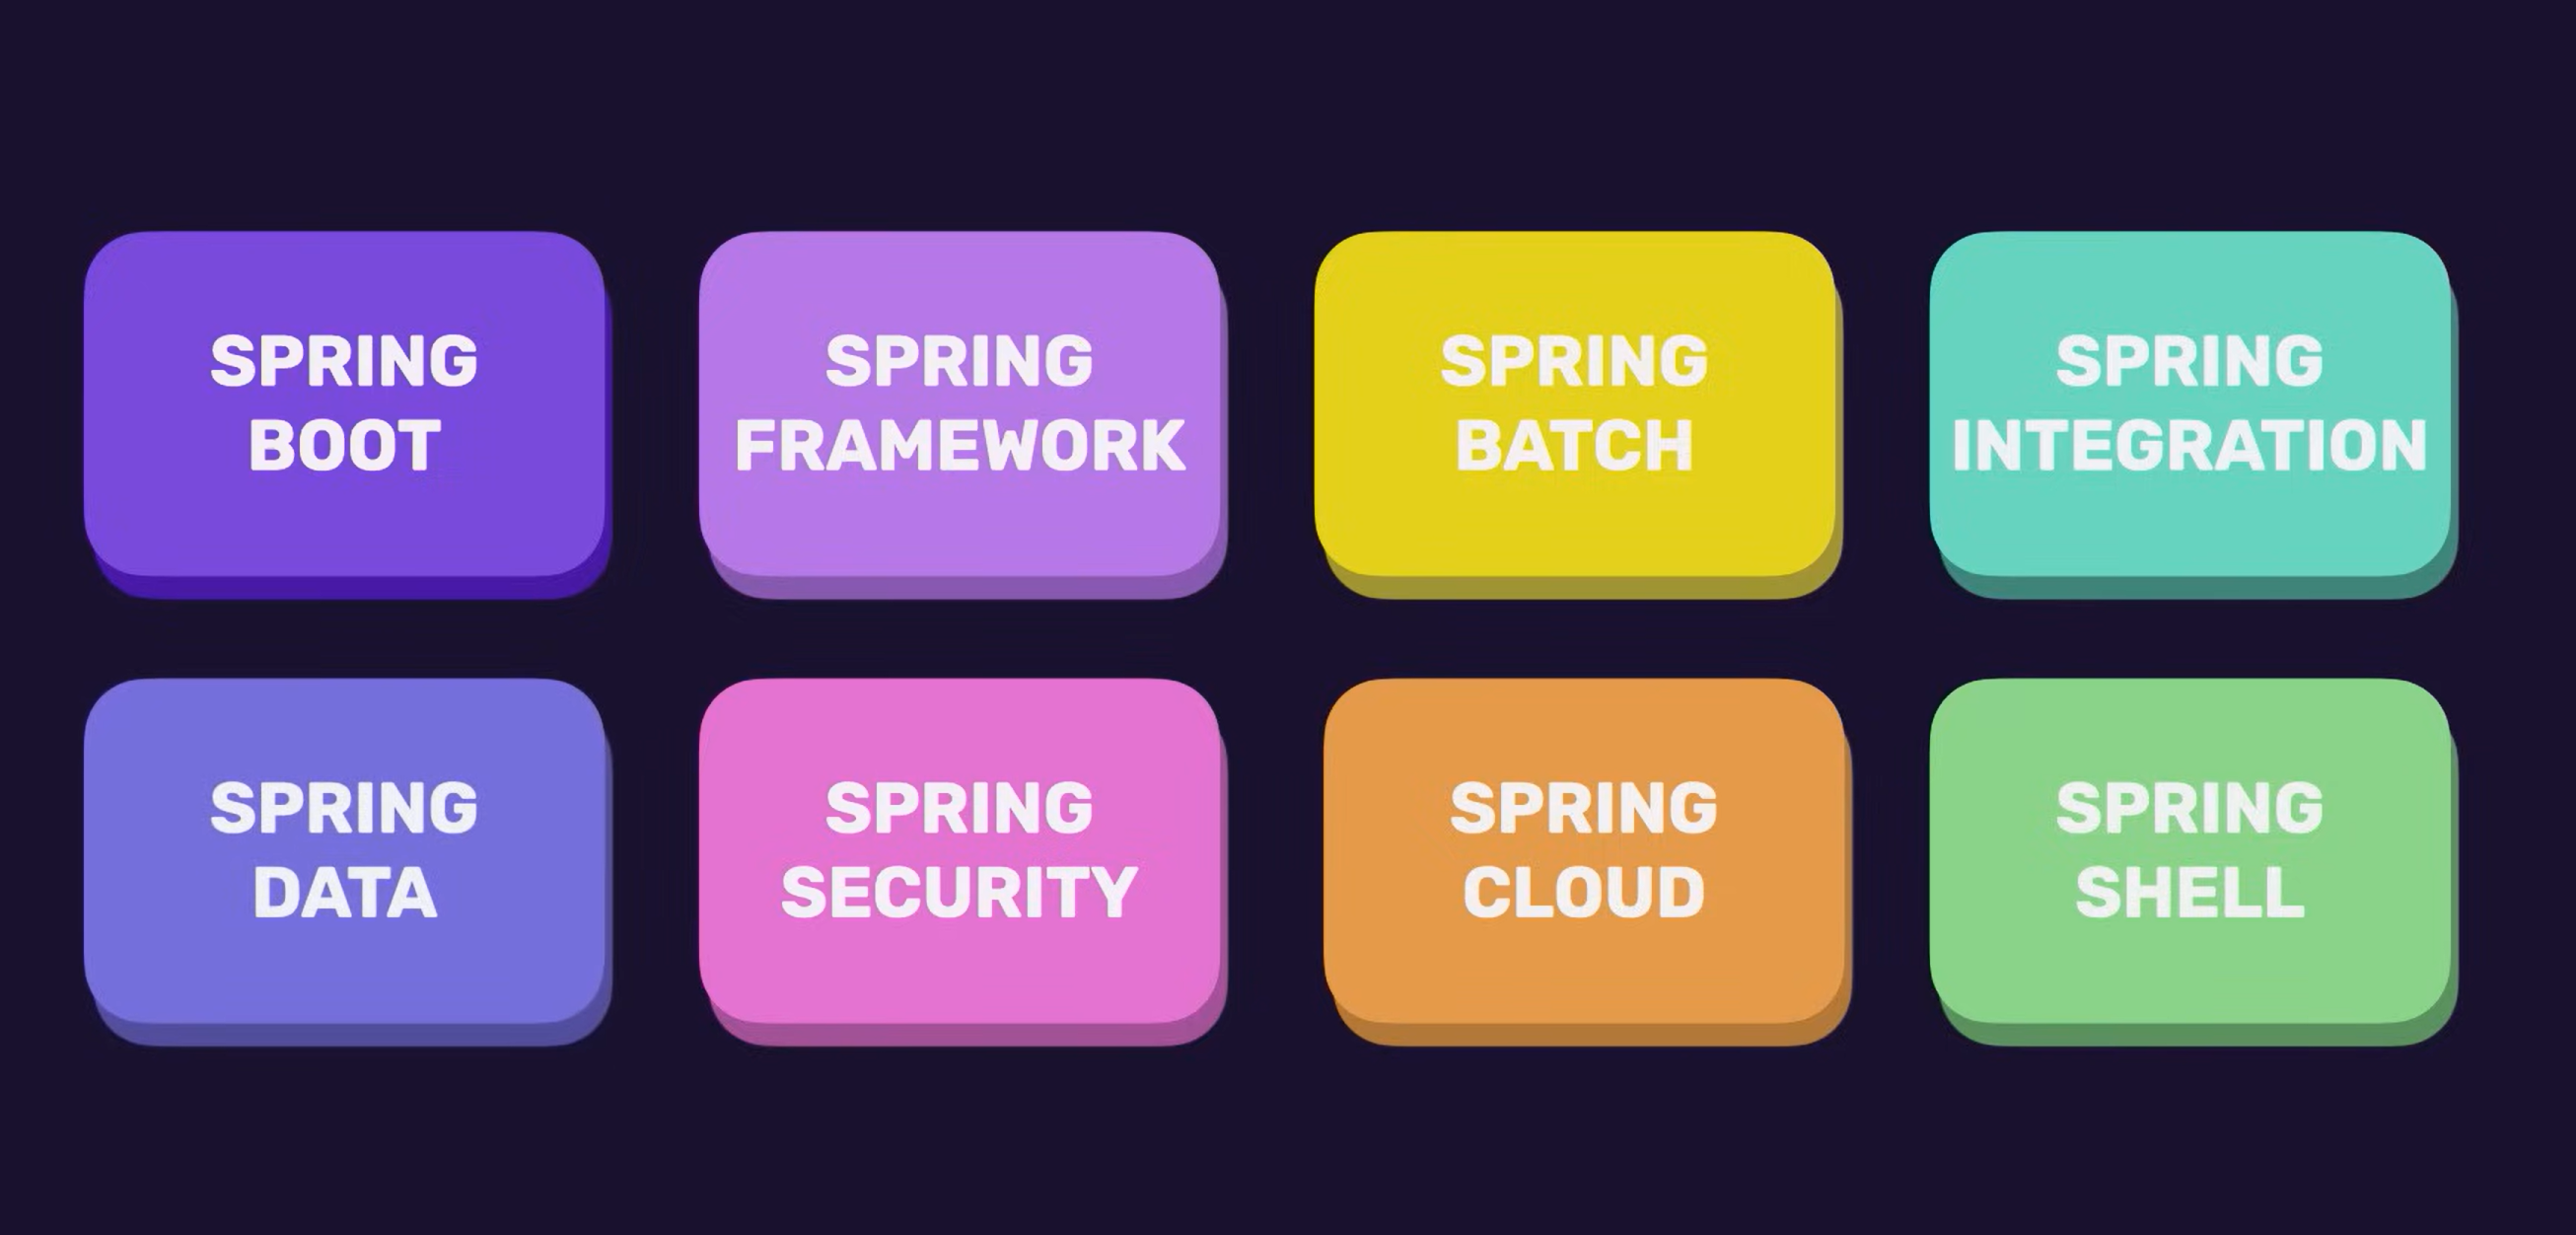 SPRING
BOOT
SPRING
FRAMEWORK
SPRING
BATCH
SPRING
INTEGRATION
SPRING
DATA
SPRING
SECURITY
SPRING
CLOUD
SPRING
SHELL